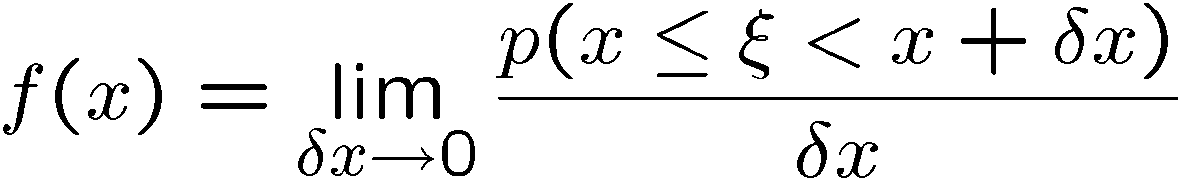 f(x) = lim_{δx→0} p(x ≤ ξ < x + δx) / δx